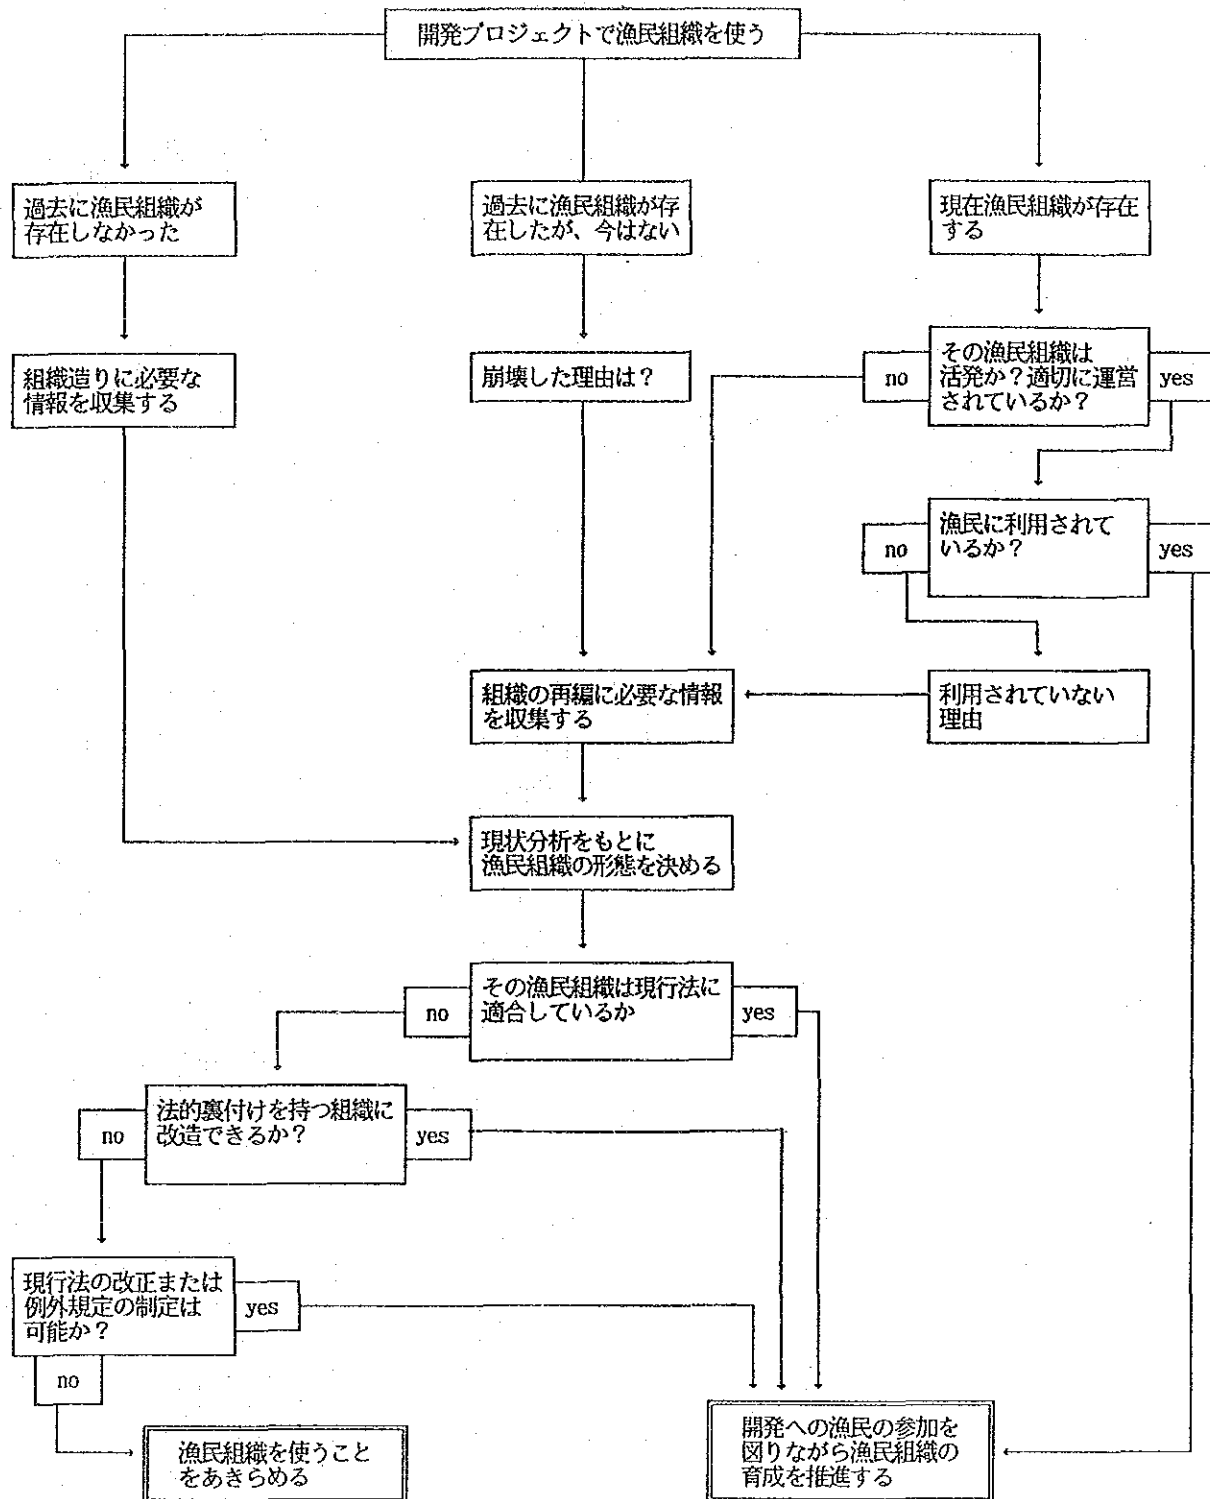 開発プロジェクトで漁民組織を使う
過去に漁民組織が
存在しなかった
過去に漁民組織が存
在したが、今はない
現在漁民組織が存在
する
組織造りに必要な
情報を収集する
崩壊した理由は？
no
その漁民組織は
活発か？適切に運営
されているか？
yes
no
漁民に利用されて
いるか？
yes
組織の再編に必要な情報
を収集する
利用されていない
理由
現状分析をもとに
漁民組織の形態を決める
no
その漁民組織は現行法に
適合しているか
yes
no
法的裏付けを持つ組織に
改造できるか？
yes
現行法の改正または
例外規定の制定は
可能か？
yes
no
漁民組織を使うこと
をあきらめる
開発への漁民の参加を
図りながら漁民組織の
育成を推進する